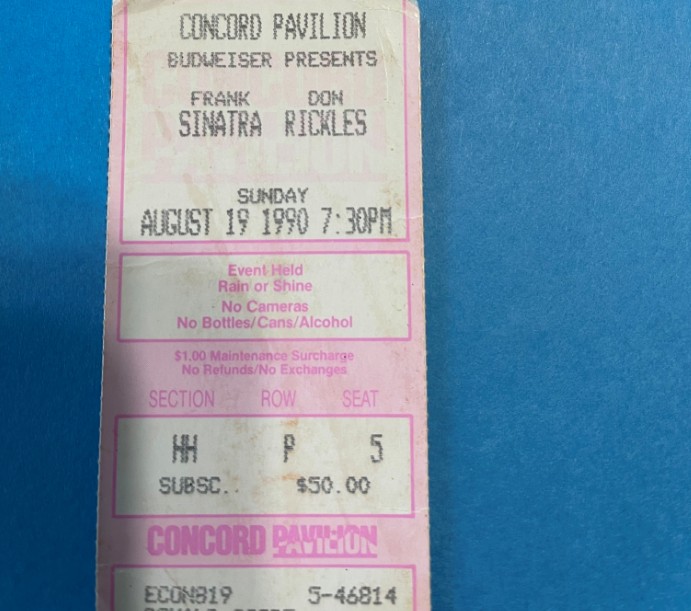 CONCORD PAVILION
BUDWEISER PRESENTS
FRANK DON
SINATRA RICKLES
SUNDAY
AUGUST 19 1990 7:30PM
Event Held
Rain or Shine
No Cameras
No Bottles/Cans/Alcohol
$1.00 Maintenance Surcharge
No Refunds/No Exchanges
SECTION ROW SEAT
HH P 5
SUBSC.. $50.00
CONCORD PAVILION
ECON819 5-46814